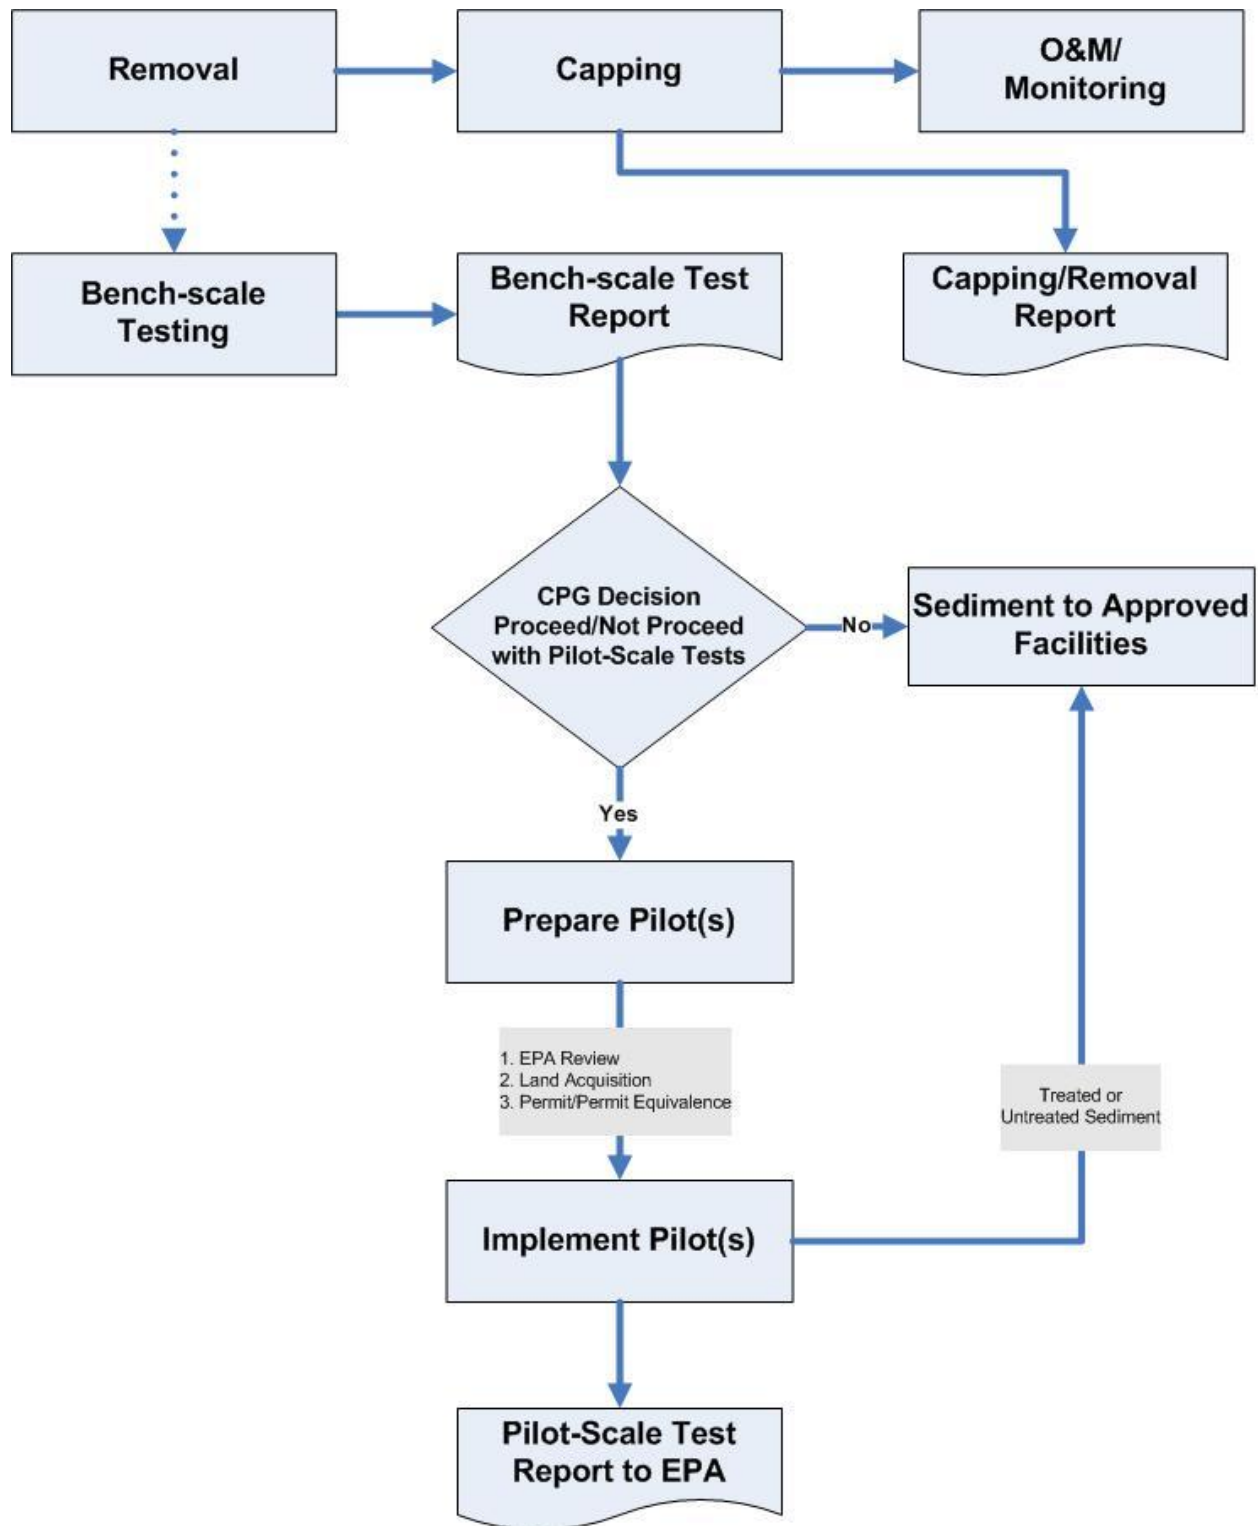 Removal
Capping
O&M/
Monitoring
Bench-scale
Testing
Bench-scale Test
Report
Capping/Removal
Report
CPG Decision
Proceed/Not Proceed
with Pilot-Scale Tests
No
Sediment to Approved
Facilities
Yes
Prepare Pilot(s)
1. EPA Review
2. Land Acquisition
3. Permit/Permit Equivalence
Treated or
Untreated Sediment
Implement Pilot(s)
Pilot-Scale Test
Report to EPA